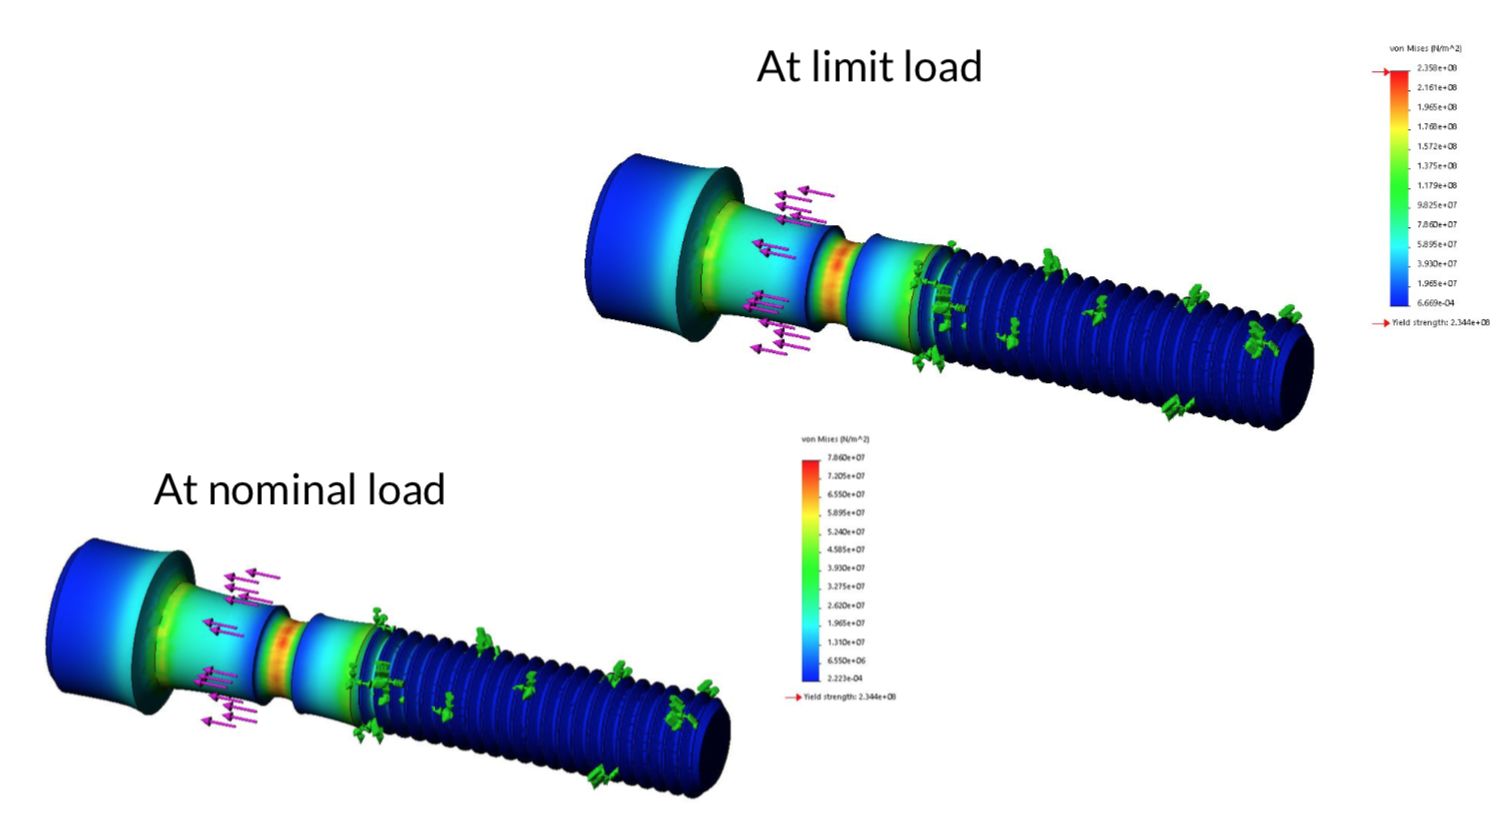 At limit load
von Mises (N/m^2)
2.358e+08
2.161e+08
1.965e+08
1.768e+08
1.572e+08
1.375e+08
1.179e+08
9.825e+07
7.860e+07
5.895e+07
3.930e+07
1.965e+07
6.669e-04
Yield strength: 2.344e+08
At nominal load
von Mises (N/m^2)
7.860e+07
7.205e+07
6.550e+07
5.895e+07
5.240e+07
4.585e+07
3.930e+07
3.275e+07
2.620e+07
1.965e+07
1.310e+07
6.550e+06
2.223e-04
Yield strength: 2.344e+08